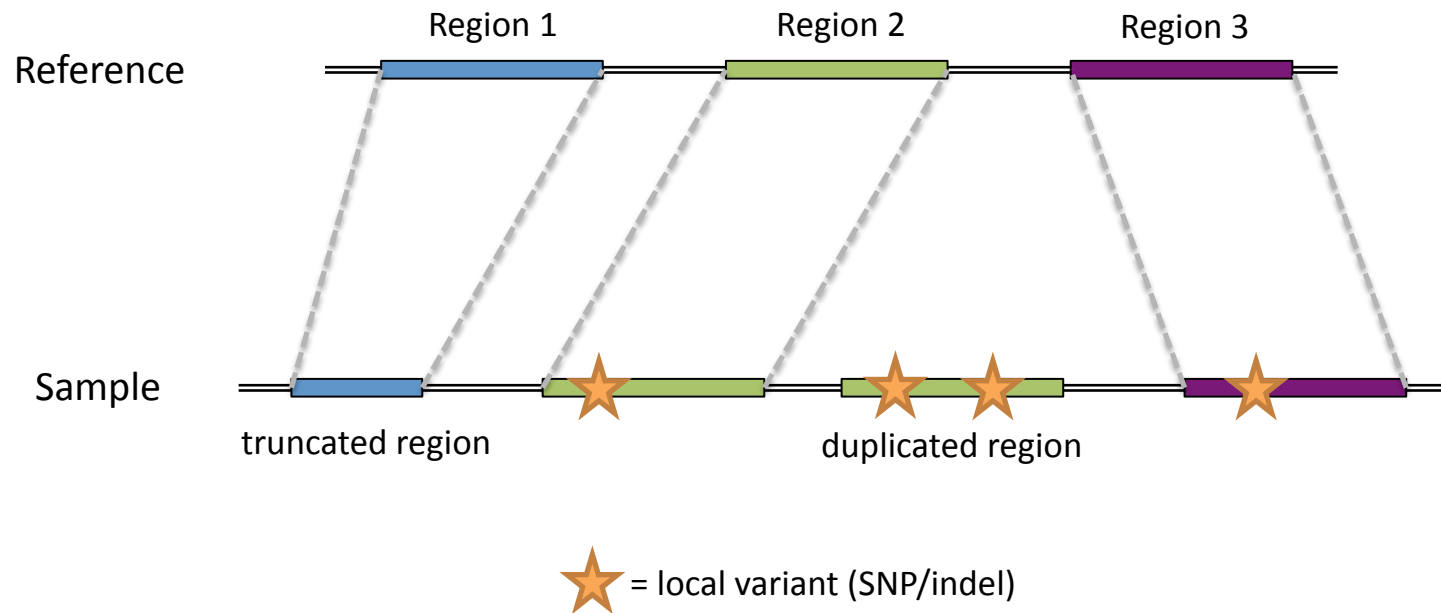 Region 1
Region 2
Region 3
Reference
Sample
truncated region
duplicated region
= local variant (SNP/indel)